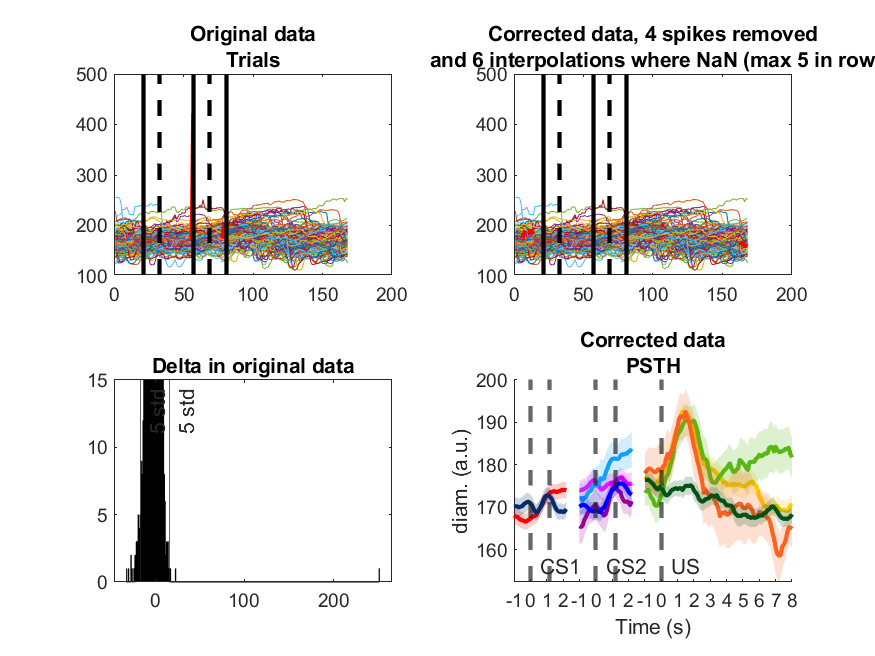 Original data
Trials
500
400
300
200
100
0 50 100 150 200
Corrected data, 4 spikes removed
and 6 interpolations where NaN (max 5 in row
500
400
300
200
100
0 50 100 150 200
Delta in original data
15
10
5
0
5 std
5 std
0 100 200
Corrected data
PSTH
200
190
180
170
160
diam. (a.u.)
CS1 CS2 US
-1 0 1 2 -1 0 1 2 -1 0 1 2 3 4 5 6 7 8
Time (s)